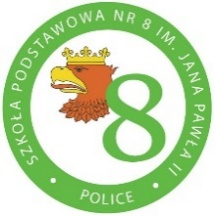 SZKOŁA PODSTAWOWA NR 8 IM. JANA PAWŁA II
8
POLICE